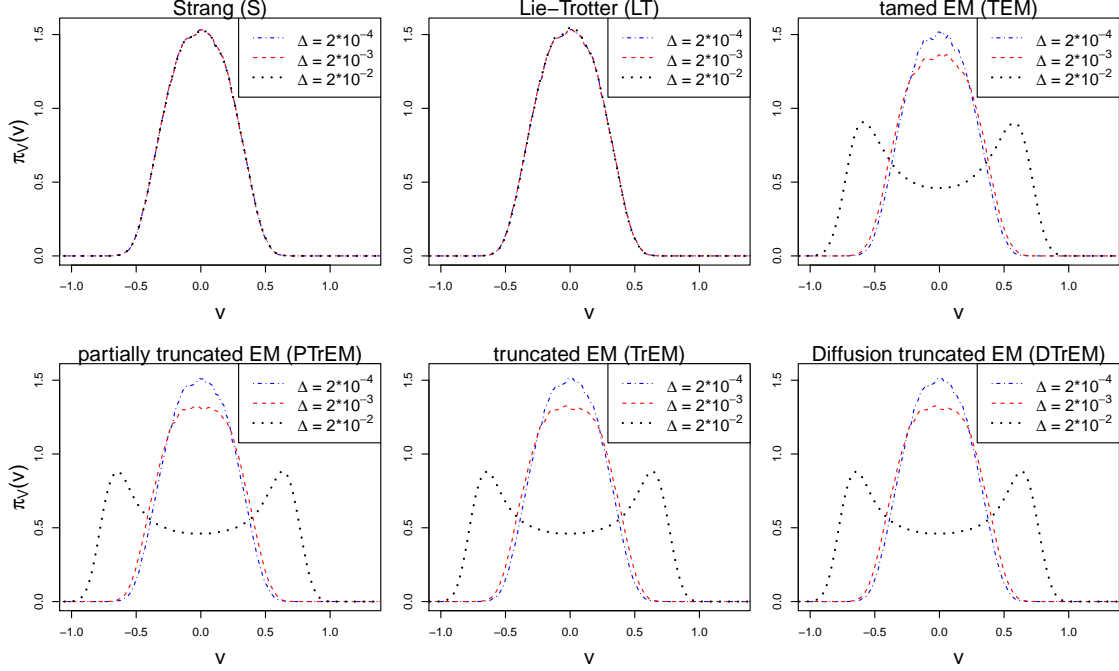 Strang (S)
Δ = 2*10⁻⁴
Δ = 2*10⁻³
Δ = 2*10⁻²
π_V(v)
0.0 0.5 1.0 1.5
−1.0 −0.5 0.0 0.5 1.0
v
Lie−Trotter (LT)
Δ = 2*10⁻⁴
Δ = 2*10⁻³
Δ = 2*10⁻²
0.0 0.5 1.0 1.5
−1.0 −0.5 0.0 0.5 1.0
v
tamed EM (TEM)
Δ = 2*10⁻⁴
Δ = 2*10⁻³
Δ = 2*10⁻²
0.0 0.5 1.0 1.5
−1.0 −0.5 0.0 0.5 1.0
v
partially truncated EM (PTrEM)
Δ = 2*10⁻⁴
Δ = 2*10⁻³
Δ = 2*10⁻²
π_V(v)
0.0 0.5 1.0 1.5
−1.0 −0.5 0.0 0.5 1.0
v
truncated EM (TrEM)
Δ = 2*10⁻⁴
Δ = 2*10⁻³
Δ = 2*10⁻²
0.0 0.5 1.0 1.5
−1.0 −0.5 0.0 0.5 1.0
v
Diffusion truncated EM (DTrEM)
Δ = 2*10⁻⁴
Δ = 2*10⁻³
Δ = 2*10⁻²
0.0 0.5 1.0 1.5
−1.0 −0.5 0.0 0.5 1.0
v